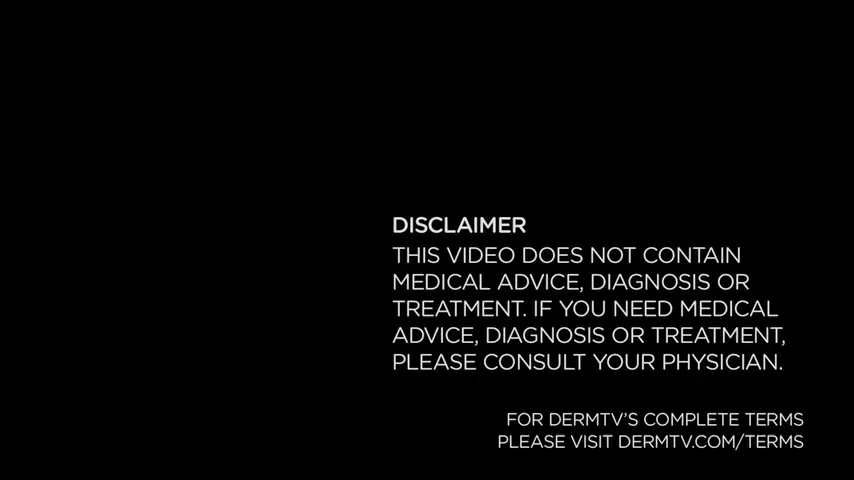 DISCLAIMER
THIS VIDEO DOES NOT CONTAIN
MEDICAL ADVICE, DIAGNOSIS OR
TREATMENT. IF YOU NEED MEDICAL
ADVICE, DIAGNOSIS OR TREATMENT,
PLEASE CONSULT YOUR PHYSICIAN.
FOR DERMTV'S COMPLETE TERMS
PLEASE VISIT DERMTV.COM/TERMS